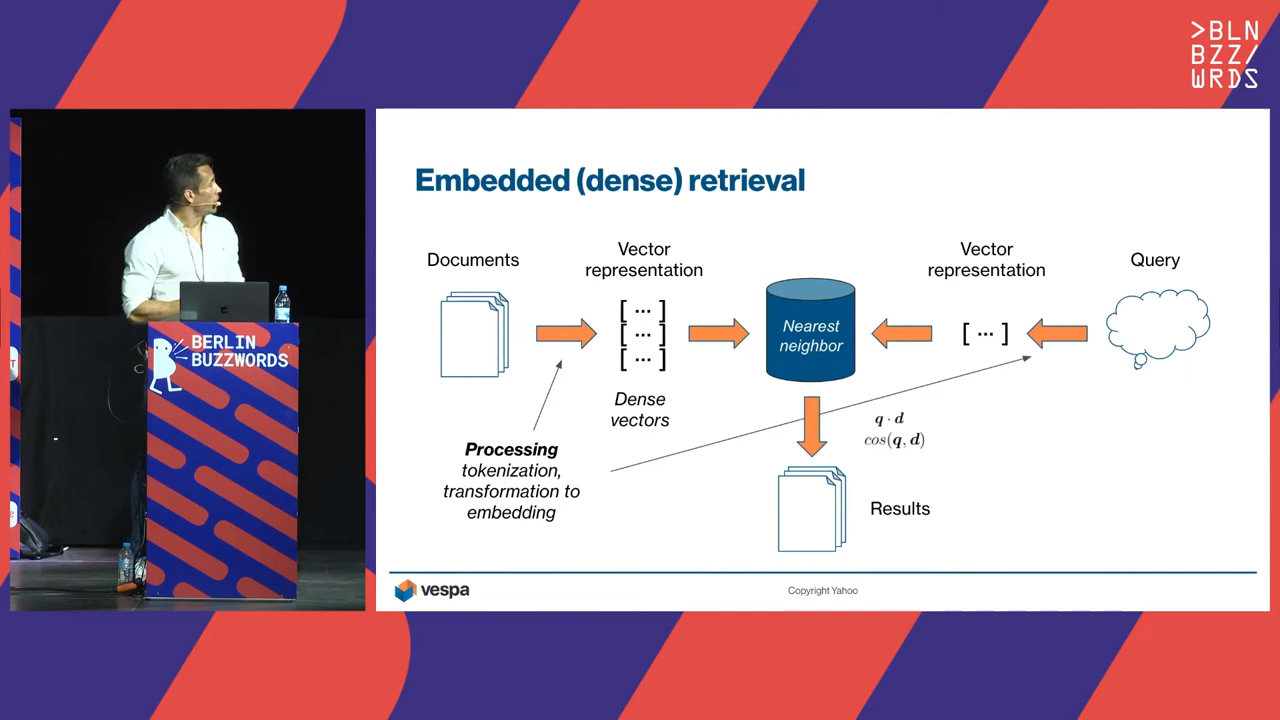 >BLN
BZZ/
WRDS
BERLIN
BUZZWORDS
Embedded (dense) retrieval
Documents
Vector
representation
[ ... ]
[ ... ]
[ ... ]
Dense
vectors
Processing
tokenization,
transformation to
embedding
Nearest
neighbor
Vector
representation
[ ... ]
Query
q · d
cos(q, d)
Results
vespa
Copyright Yahoo